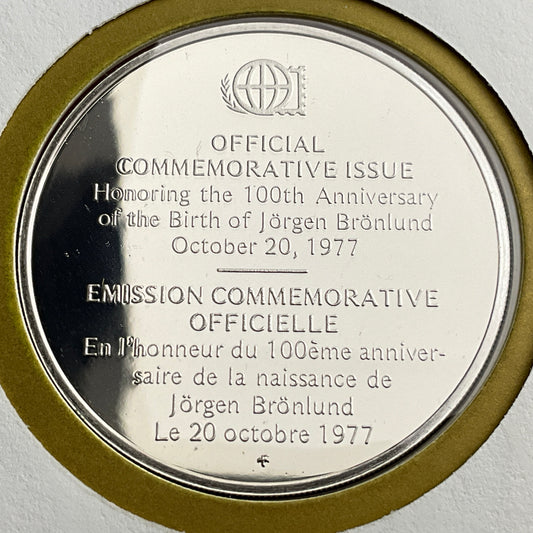 OFFICIAL
COMMEMORATIVE ISSUE
Honoring the 100th Anniversary
of the Birth of Jörgen Brönlund
October 20, 1977
EMISSION COMMEMORATIVE
OFFICIELLE
En l'honneur du 100ème anniver-
saire de la naissance de
Jörgen Brönlund
Le 20 octobre 1977